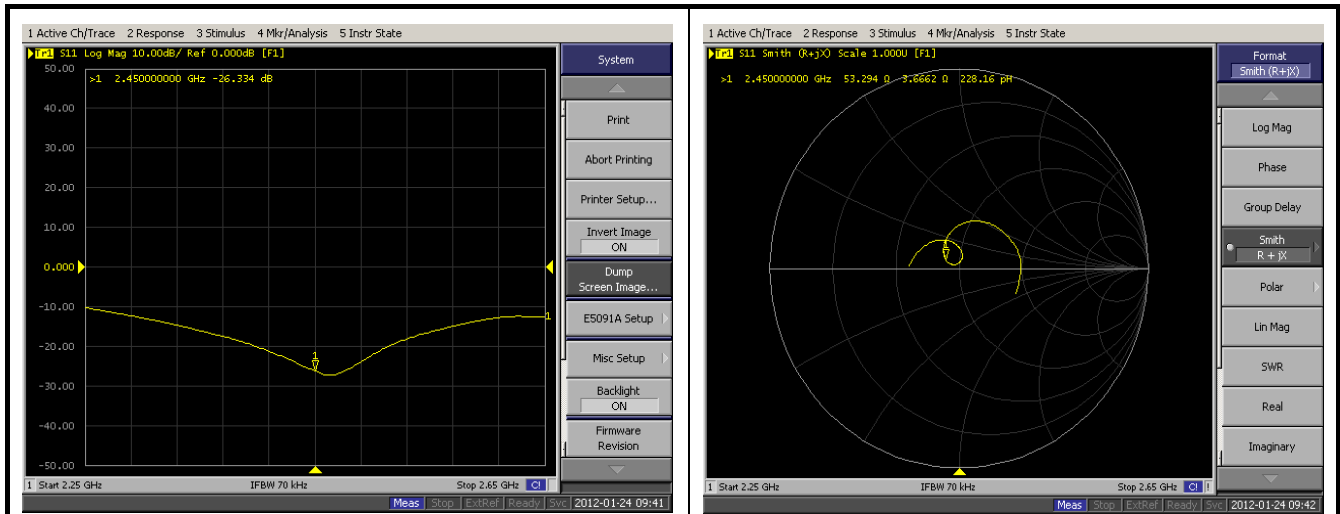 1 Active Ch/Trace 2 Response 3 Stimulus 4 Mkr/Analysis 5 Instr State
Tr1 S11 Log Mag 10.00dB/ Ref 0.000dB [F1]
50.00
>1 2.450000000 GHz -26.334 dB
40.00
30.00
20.00
10.00
0.000
-10.00
-20.00
-30.00
-40.00
-50.00
1
1
1 Start 2.25 GHz IFBW 70 kHz Stop 2.65 GHz C!
Meas Stop ExtRef Ready Svc 2012-01-24 09:41
System
Print
Abort Printing
Printer Setup...
Invert Image
ON
Dump
Screen Image...
E5091A Setup
Misc Setup
Backlight
ON
Firmware
Revision
1 Active Ch/Trace 2 Response 3 Stimulus 4 Mkr/Analysis 5 Instr State
Tr1 S11 Smith (R+jX) Scale 1.000U [F1]
>1 2.450000000 GHz 53.294 Ω 3.6662 Ω 228.16 pH
1 Start 2.25 GHz IFBW 70 kHz Stop 2.65 GHz C! !
Meas Stop ExtRef Ready Svc 2012-01-24 09:42
Format
Smith (R+jX)
Log Mag
Phase
Group Delay
Smith
R + jX
Polar
Lin Mag
SWR
Real
Imaginary